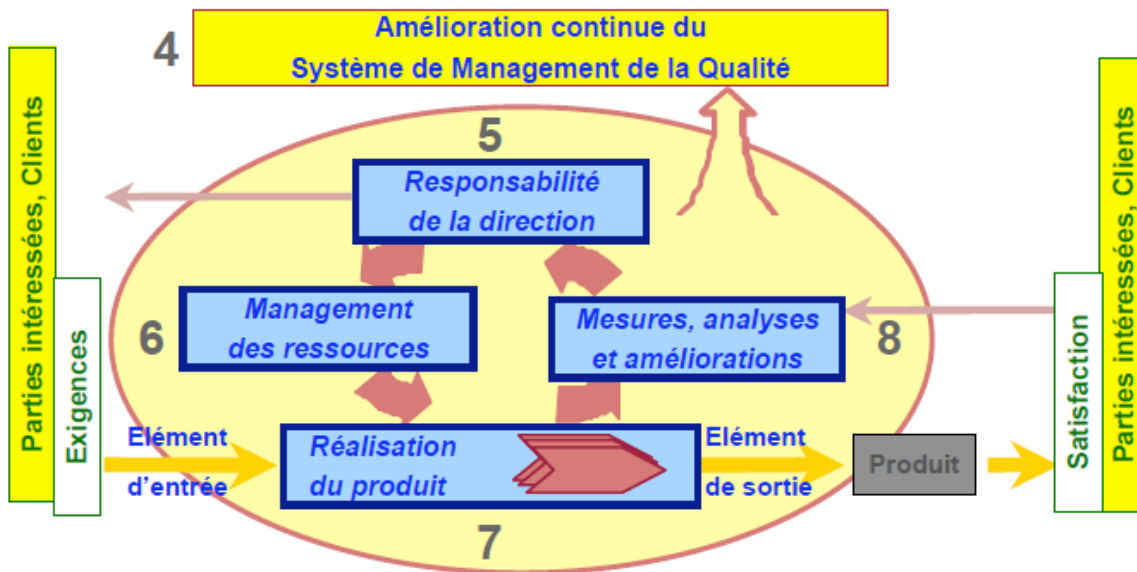 4
Amélioration continue du
Système de Management de la Qualité
Parties intéressées, Clients
Exigences
5
Responsabilité
de la direction
6
Management
des ressources
Mesures, analyses
et améliorations
8
Elément
d'entrée
Réalisation
du produit
Elément
de sortie
Produit
7
Satisfaction
Parties intéressées, Clients